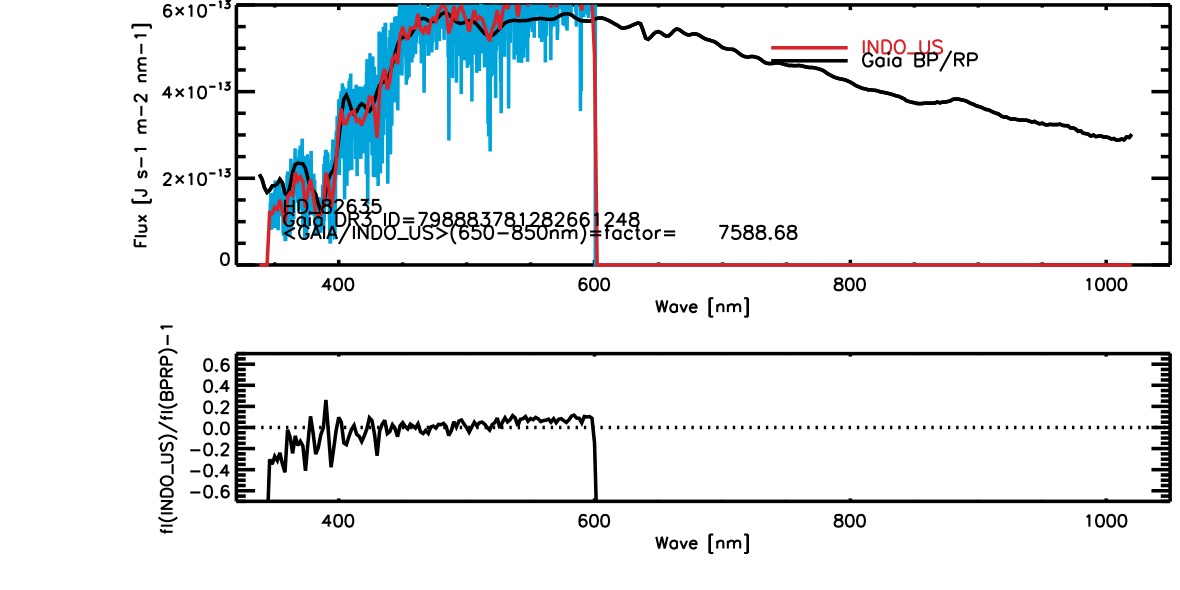 6×10−13
4×10−13
2×10−13
0
Flux [J s−1 m−2 nm−1]
INDO_US
Gaia BP/RP
HD_82635
Gaia DR3 ID=798883781282661248
<GAIA/INDO_US>(650−850nm)=factor= 7588.68
400 600 800 1000
Wave [nm]
fl(INDO_US)/fl(BPRP)−1
0.6
0.4
0.2
0.0
−0.2
−0.4
−0.6
400 600 800 1000
Wave [nm]